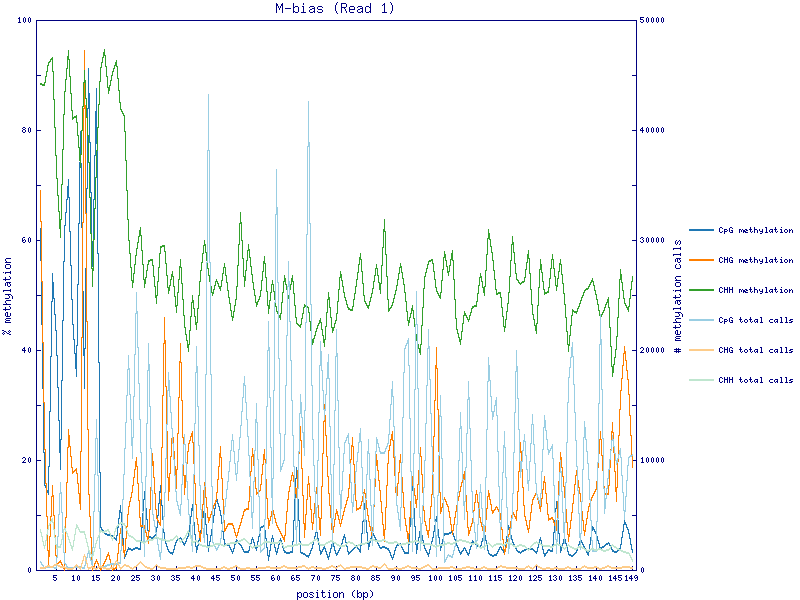 M-bias (Read 1)
100
80
60
40
20
0
% methylation
50000
40000
30000
20000
10000
0
# methylation calls
CpG methylation
CHG methylation
CHH methylation
CpG total calls
CHG total calls
CHH total calls
5 10 15 20 25 30 35 40 45 50 55 60 65 70 75 80 85 90 95 100 105 110 115 120 125 130 135 140 145 149
position (bp)